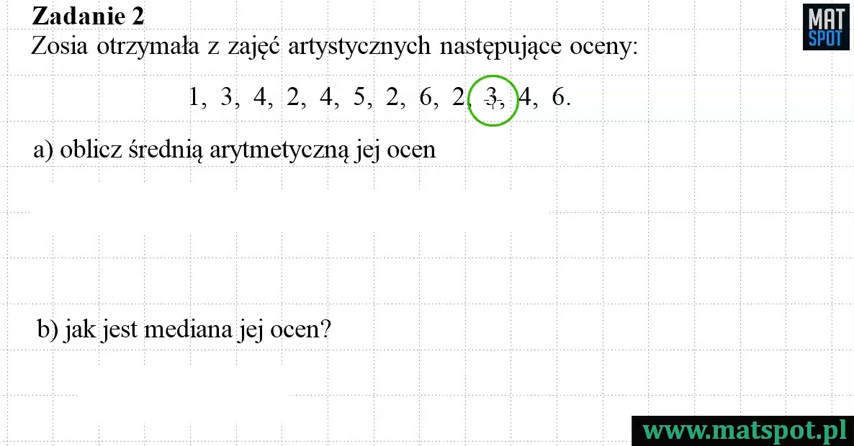 Zadanie 2
MAT
SPOT
Zosia otrzymała z zajęć artystycznych następujące oceny:
1, 3, 4, 2, 4, 5, 2, 6, 2, 3, 4, 6.
a) oblicz średnią arytmetyczną jej ocen
b) jak jest mediana jej ocen?
www.matspot.pl